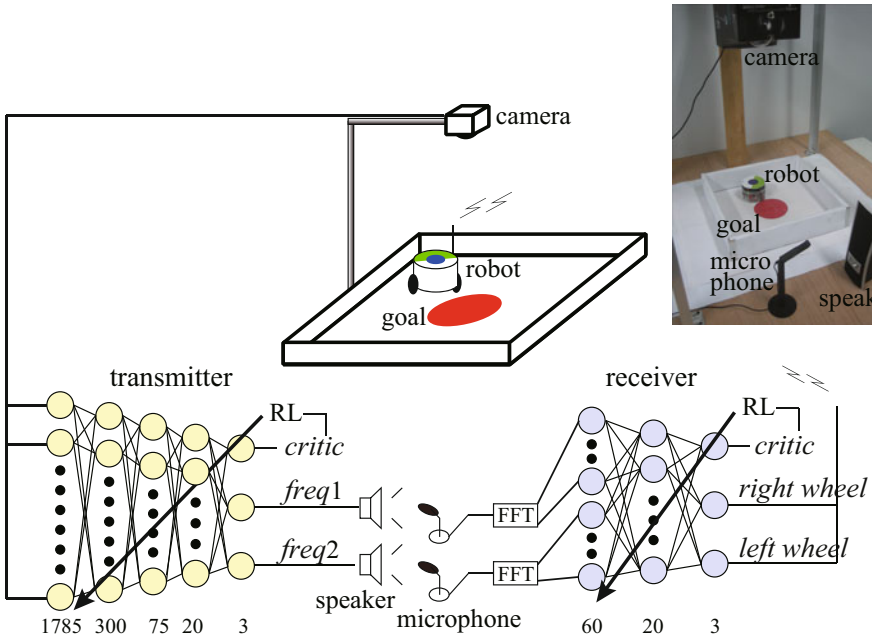 camera
robot
goal
micro
phone
speak
camera
robot
goal
transmitter
receiver
RL
critic
freq1
freq2
speaker
microphone
FFT
FFT
RL
critic
right wheel
left wheel
1785 300 75 20 3
60 20 3